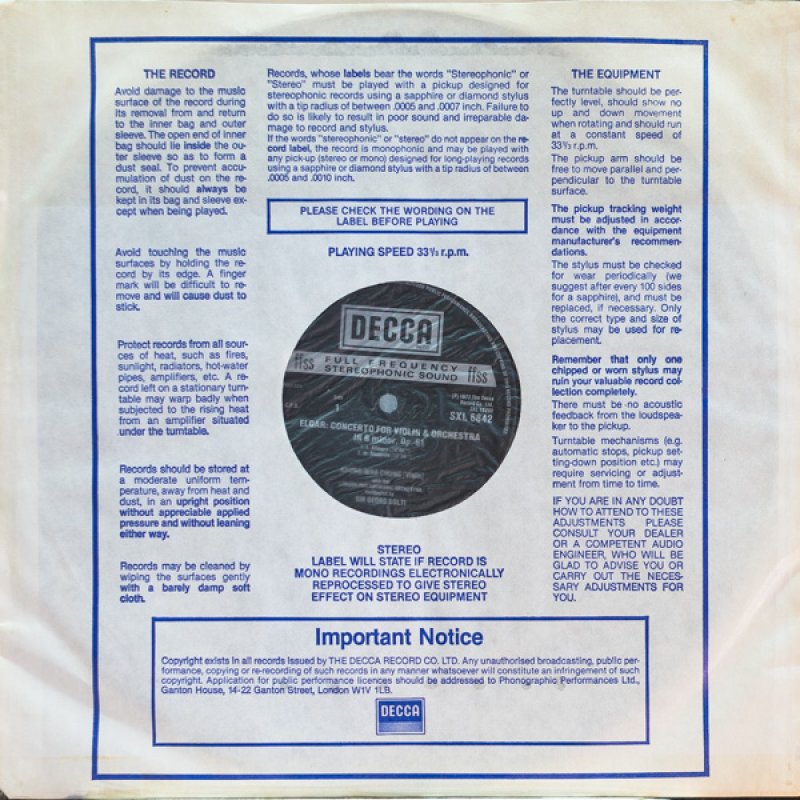 THE RECORD
Avoid damage to the music
surface of the record during
its removal from and return
to the inner bag and outer
sleeve. The open end of inner
bag should lie inside the ou-
ter sleeve so as to form a
dust seal. To prevent accu-
mulation of dust on the re-
cord, it should always be
kept in its bag and sleeve ex-
cept when being played.
Avoid touching the music
surfaces by holding the re-
cord by its edge. A finger
mark will be difficult to re-
move and will cause dust to
stick.
Protect records from all sour-
ces of heat, such as fires,
sunlight, radiators, hot-water
pipes, amplifiers, etc. A re-
cord left on a stationary turn-
table may warp badly when
subjected to the rising heat
from an amplifier situated
under the turntable.
Records should be stored at
a moderate uniform tem-
perature, away from heat and
dust, in an upright position
without appreciable applied
pressure and without leaning
either way.
Records may be cleaned by
wiping the surfaces gently
with a barely damp soft
cloth.
Records, whose labels bear the words "Stereophonic" or
"Stereo" must be played with a pickup designed for
stereophonic records using a sapphire or diamond stylus
with a tip radius of between .0005 and .0007 inch. Failure to
do so is likely to result in poor sound and irreparable da-
mage to record and stylus.
If the words "stereophonic" or "stereo" do not appear on the re-
cord label, the record is monophonic and may be played with
any pick-up (stereo or mono) designed for long-playing records
using a sapphire or diamond stylus with a tip radius of between
.0005 and .0010 inch.
PLEASE CHECK THE WORDING ON THE
LABEL BEFORE PLAYING
PLAYING SPEED 33⅓ r.p.m.
DECCA
ffss FULL FREQUENCY ffss
STEREOPHONIC SOUND
SXL 6842
ELGAR: CONCERTO FOR VIOLIN & ORCHESTRA
IN B minor, Op. 61
SIR GEORG SOLTI
STEREO
LABEL WILL STATE IF RECORD IS
MONO RECORDINGS ELECTRONICALLY
REPROCESSED TO GIVE STEREO
EFFECT ON STEREO EQUIPMENT
THE EQUIPMENT
The turntable should be per-
fectly level, should show no
up and down movement
when rotating and should run
at a constant speed of
33⅓ r.p.m.
The pickup arm should be
free to move parallel and per-
pendicular to the turntable
surface.
The pickup tracking weight
must be adjusted in accor-
dance with the equipment
manufacturer's recommen-
dations.
The stylus must be checked
for wear periodically (we
suggest after every 100 sides
for a sapphire), and must be
replaced, if necessary. Only
the correct type and size of
stylus may be used for re-
placement.
Remember that only one
chipped or worn stylus may
ruin your valuable record col-
lection completely.
There must be no acoustic
feedback from the loudspea-
ker to the pickup.
Turntable mechanisms (e.g.
automatic stops, pickup set-
ting-down position etc.) may
require servicing or adjust-
ment from time to time.
IF YOU ARE IN ANY DOUBT
HOW TO ATTEND TO THESE
ADJUSTMENTS PLEASE
CONSULT YOUR DEALER
OR A COMPETENT AUDIO
ENGINEER, WHO WILL BE
GLAD TO ADVISE YOU OR
CARRY OUT THE NECES-
SARY ADJUSTMENTS FOR
YOU.
Important Notice
Copyright exists in all records issued by THE DECCA RECORD CO. LTD. Any unauthorised broadcasting, public per-
formance, copying or re-recording of such records in any manner whatsoever will constitute an infringement of such
copyright. Application for public performance licences should be addressed to Phonographic Performances Ltd.,
Ganton House, 14-22 Ganton Street, London W1V 1LB.
DECCA